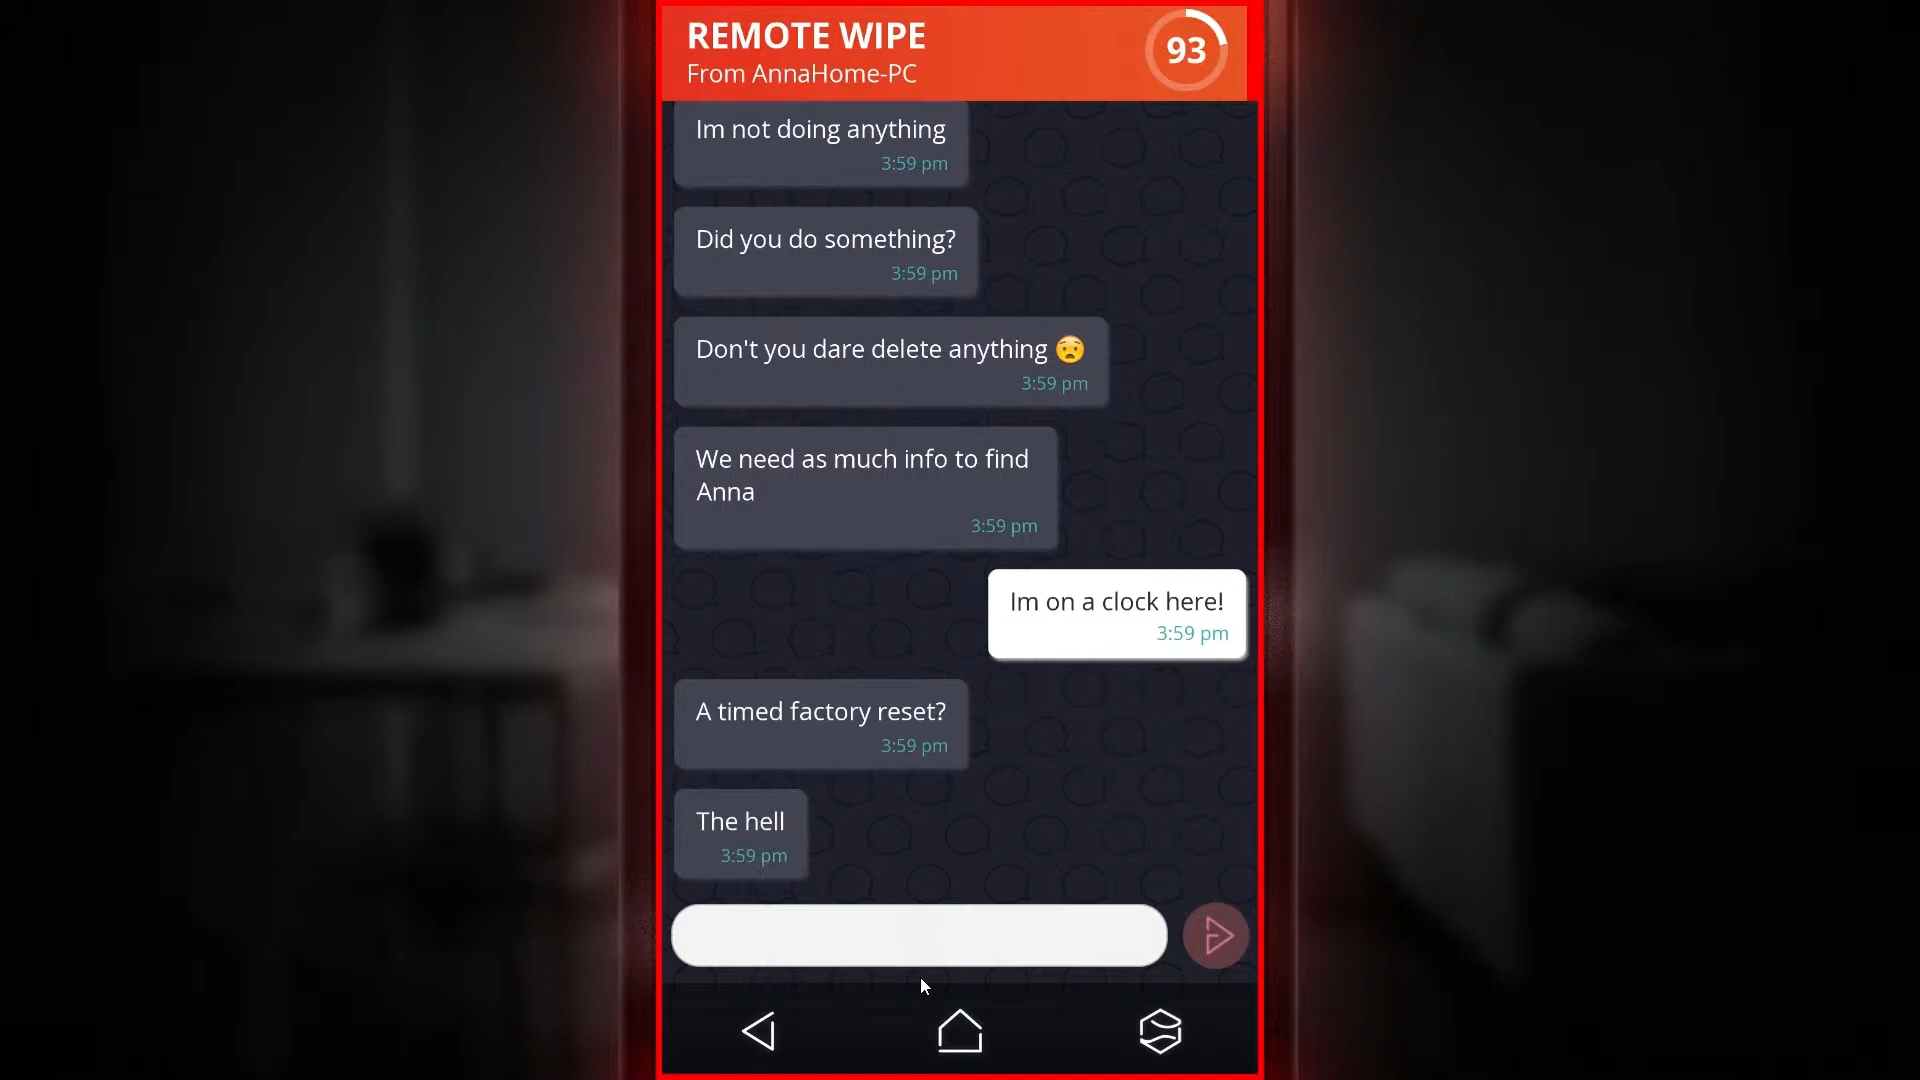 REMOTE WIPE
From AnnaHome-PC
93
Im not doing anything
3:59 pm
Did you do something?
3:59 pm
Don't you dare delete anything 😟
3:59 pm
We need as much info to find
Anna
3:59 pm
Im on a clock here!
3:59 pm
A timed factory reset?
3:59 pm
The hell
3:59 pm